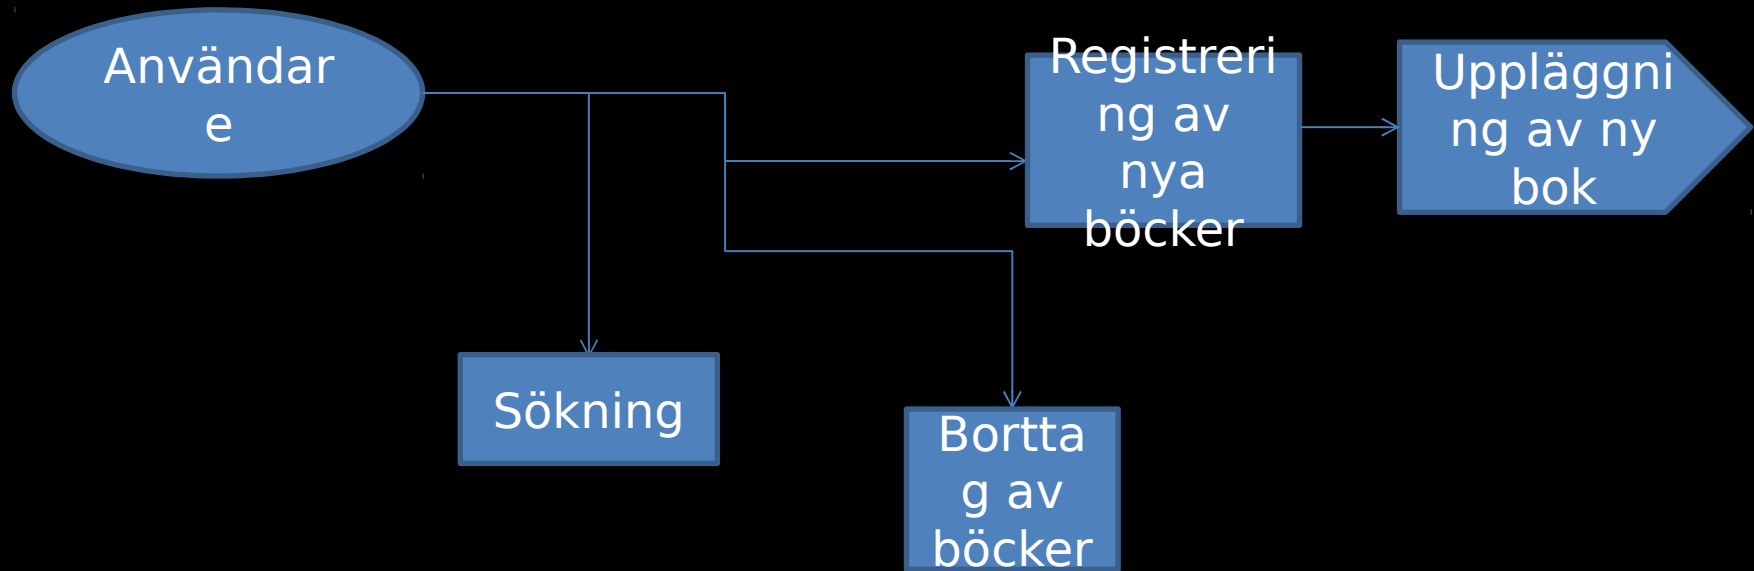 Användar
e
Registreri
ng av
nya
böcker
Uppläggni
ng av ny
bok
Sökning
Bortta
g av
böcker